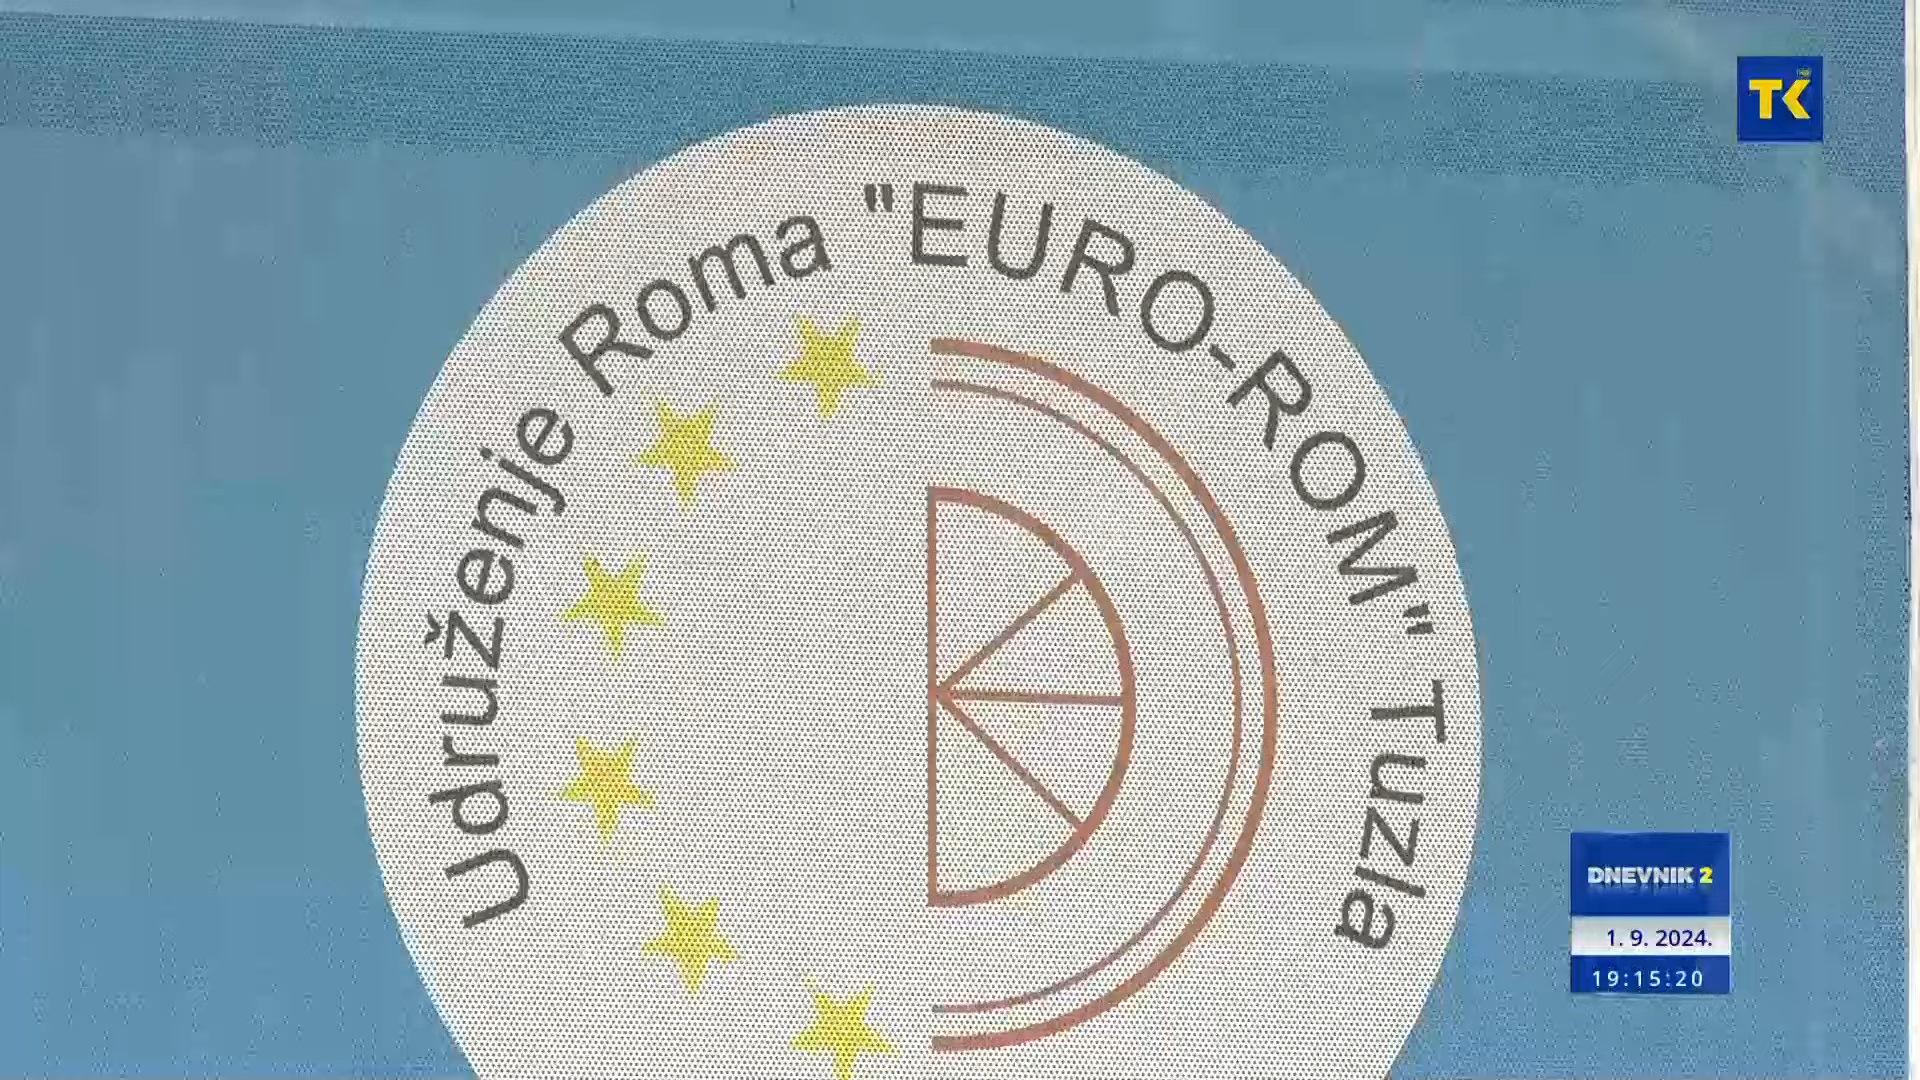 Udruženje Roma "EURO-ROM" Tuzla
TK
DNEVNIK 2
1. 9. 2024.
19:15:20